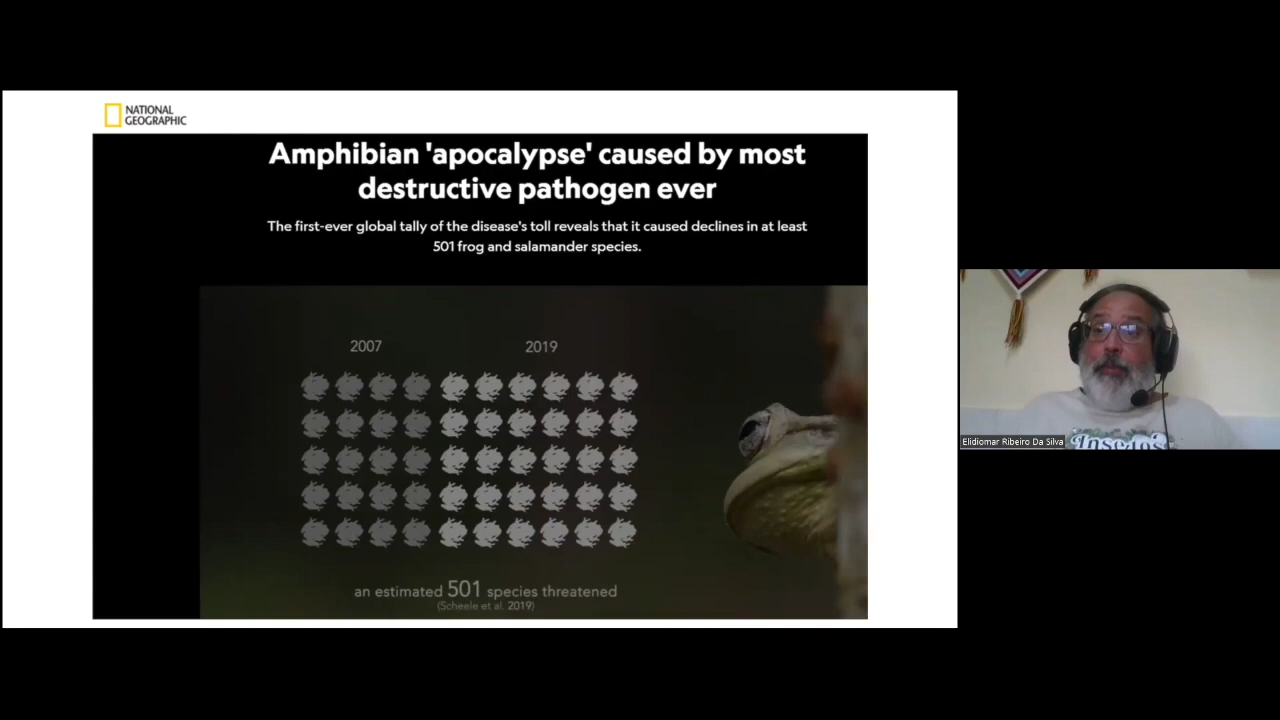 NATIONAL
GEOGRAPHIC
Amphibian 'apocalypse' caused by most
destructive pathogen ever
The first-ever global tally of the disease's toll reveals that it caused declines in at least
501 frog and salamander species.
2007 2019
an estimated 501 species threatened
(Scheele et al. 2019)
Elidiomar Ribeiro Da Silva